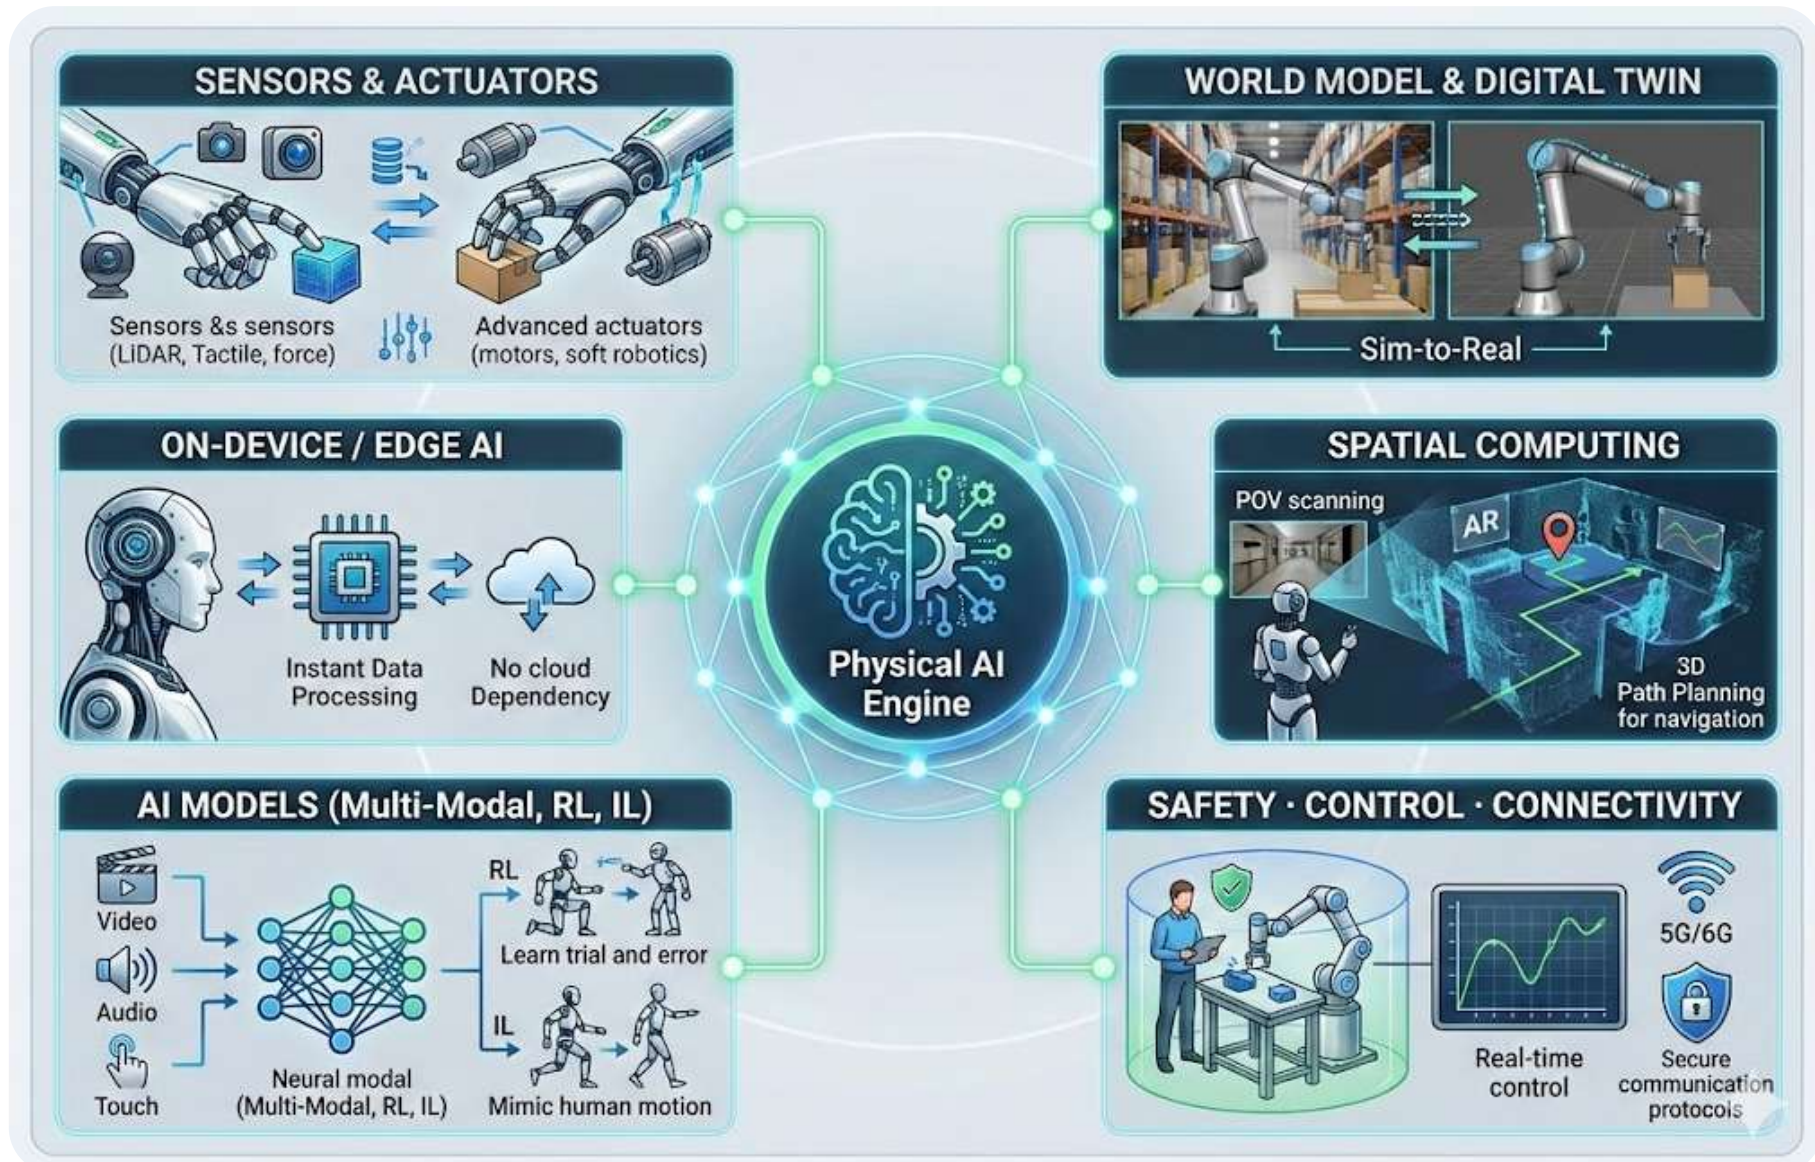 SENSORS & ACTUATORS
Sensors &s sensors
(LiDAR, Tactile, force)
Advanced actuators
(motors, soft robotics)
WORLD MODEL & DIGITAL TWIN
Sim-to-Real
ON-DEVICE / EDGE AI
Instant Data
Processing
No cloud
Dependency
Physical AI
Engine
SPATIAL COMPUTING
POV scanning
AR
3D
Path Planning
for navigation
AI MODELS (Multi-Modal, RL, IL)
Video
Audio
Touch
Neural modal
(Multi-Modal, RL, IL)
RL
Learn trial and error
IL
Mimic human motion
SAFETY · CONTROL · CONNECTIVITY
Real-time
control
5G/6G
Secure
communication
protocols